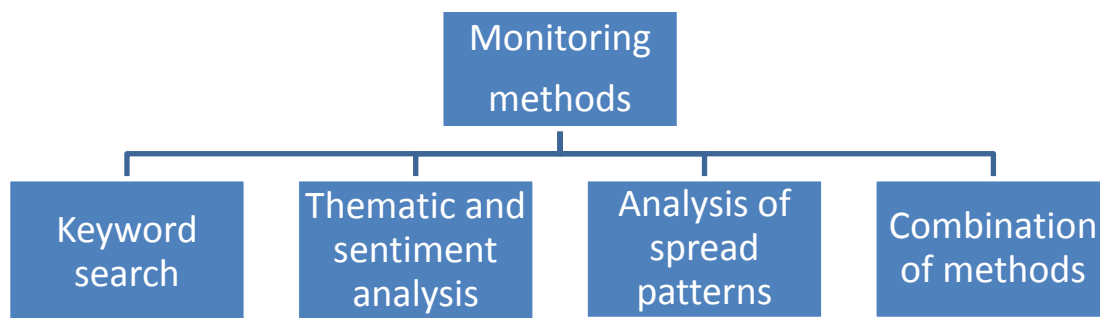 Monitoring
methods
Keyword
search
Thematic and
sentiment
analysis
Analysis of
spread
patterns
Combination
of methods